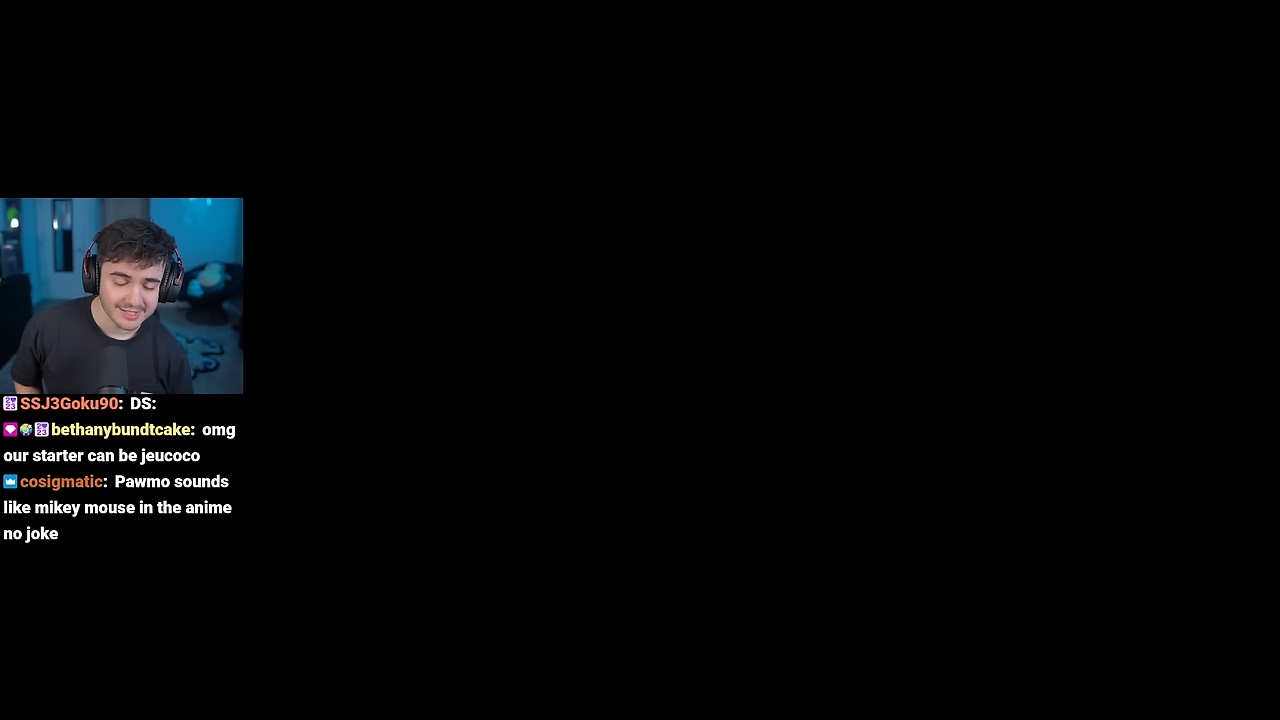 SSJ3Goku90: DS:
bethanybundtcake: omg
our starter can be jeucoco
cosigmatic: Pawmo sounds
like mikey mouse in the anime
no joke